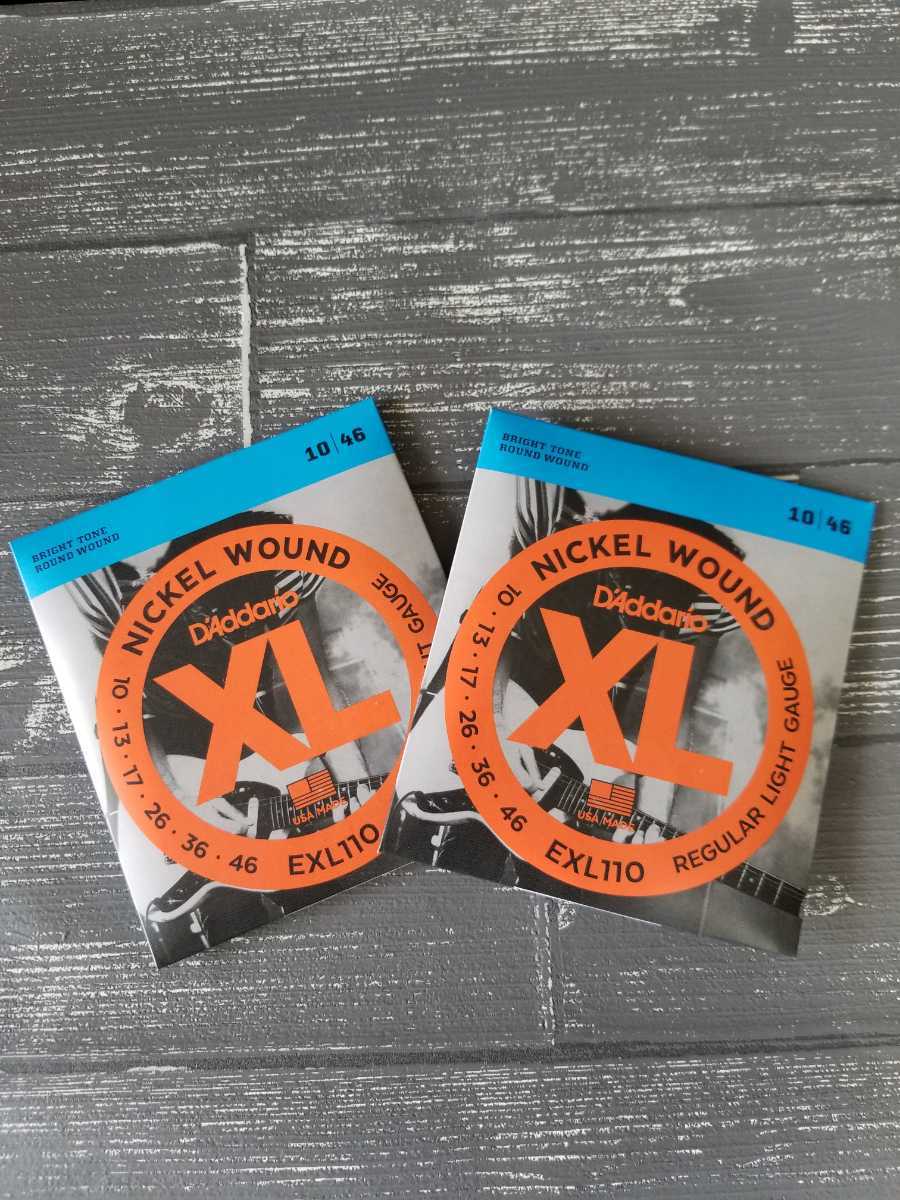 10|46
BRIGHT TONE
ROUND WOUND
NICKEL WOUND
D'Addario
XL
USA MADE
10 · 13 · 17 · 26 · 36 · 46
EXL110
GAUGE
BRIGHT TONE
ROUND WOUND
10|46
NICKEL WOUND
D'Addario
XL
USA MADE
10 · 13 · 17 · 26 · 36 · 46
EXL110
REGULAR LIGHT GAUGE